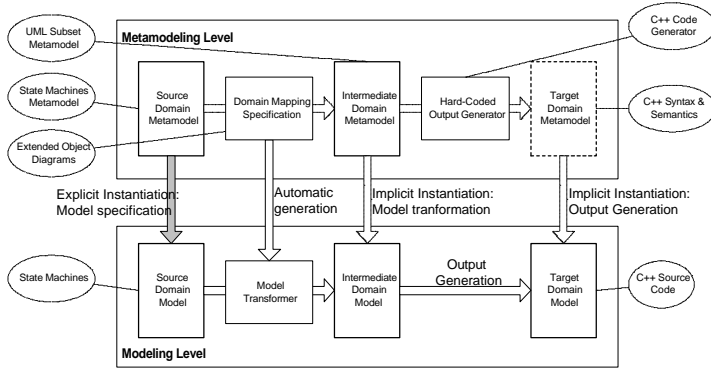 UML Subset
Metamodel
C++ Code
Generator
Metamodeling Level
State Machines
Metamodel
Source
Domain
Metamodel
Domain Mapping
Specification
Intermediate
Domain
Metamodel
Hard-Coded
Output Generator
Target
Domain
Metamodel
C++ Syntax &
Semantics
Extended Object
Diagrams
Explicit Instantiation:
Model specification
Automatic
generation
Implicit Instantiation:
Model tranformation
Implicit Instantiation:
Output Generation
State Machines
Source
Domain
Model
Model
Transformer
Intermediate
Domain
Model
Output
Generation
Target
Domain
Model
C++ Source
Code
Modeling Level